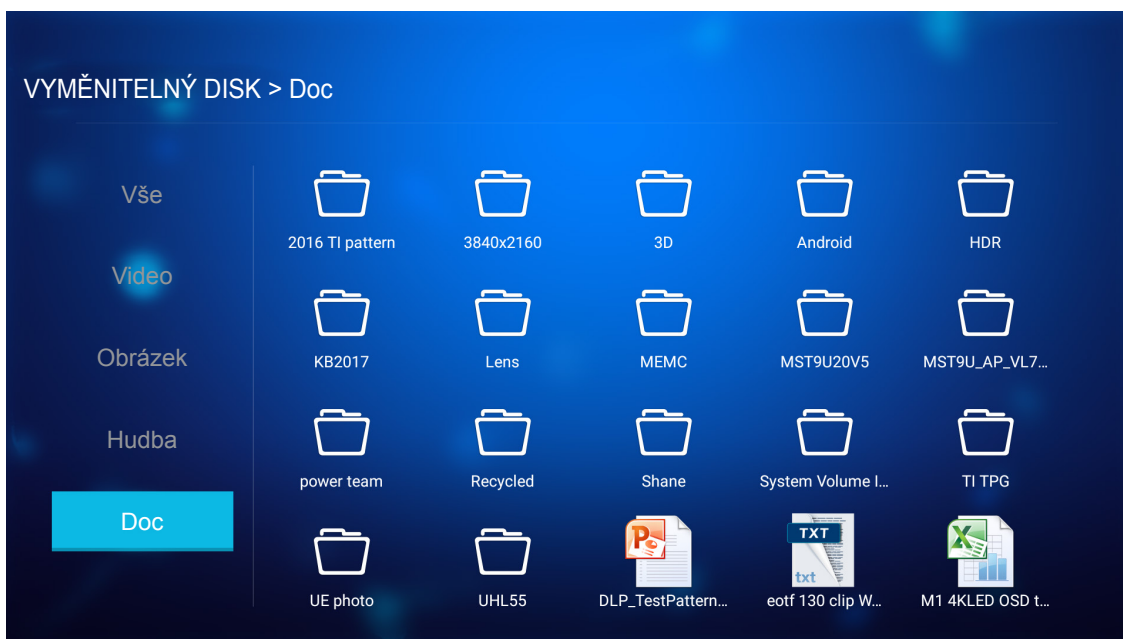 VYMĚNITELNÝ DISK > Doc
Vše
Video
Obrázek
Hudba
Doc
2016 TI pattern
3840x2160
3D
Android
HDR
KB2017
Lens
MEMC
MST9U20V5
MST9U_AP_VL7...
power team
Recycled
Shane
System Volume I...
TI TPG
UE photo
UHL55
P
DLP_TestPattern...
TXT
txt
eotf 130 clip W...
X
M1 4KLED OSD t...